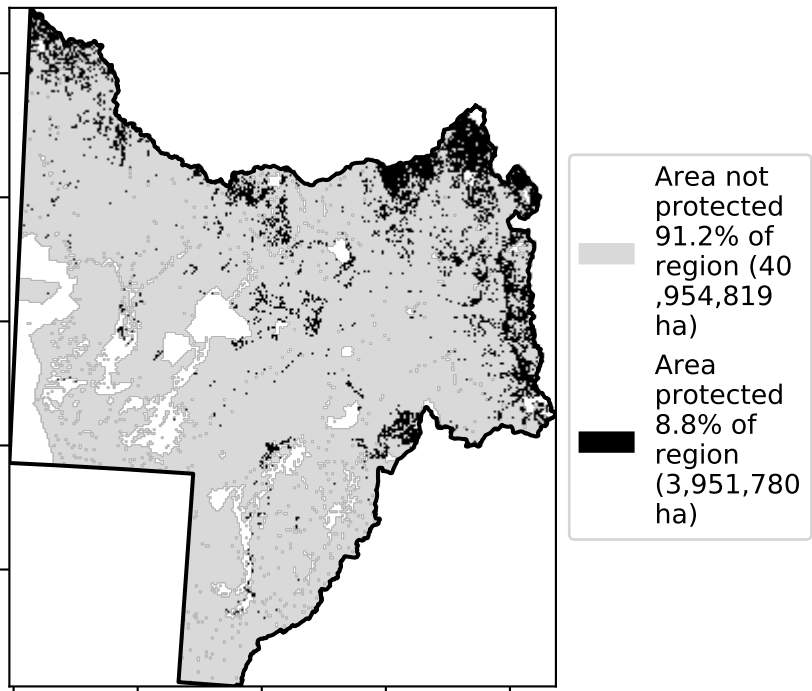 Area not
protected
91.2% of
region (40
,954,819
ha)
Area
protected
8.8% of
region
(3,951,780
ha)